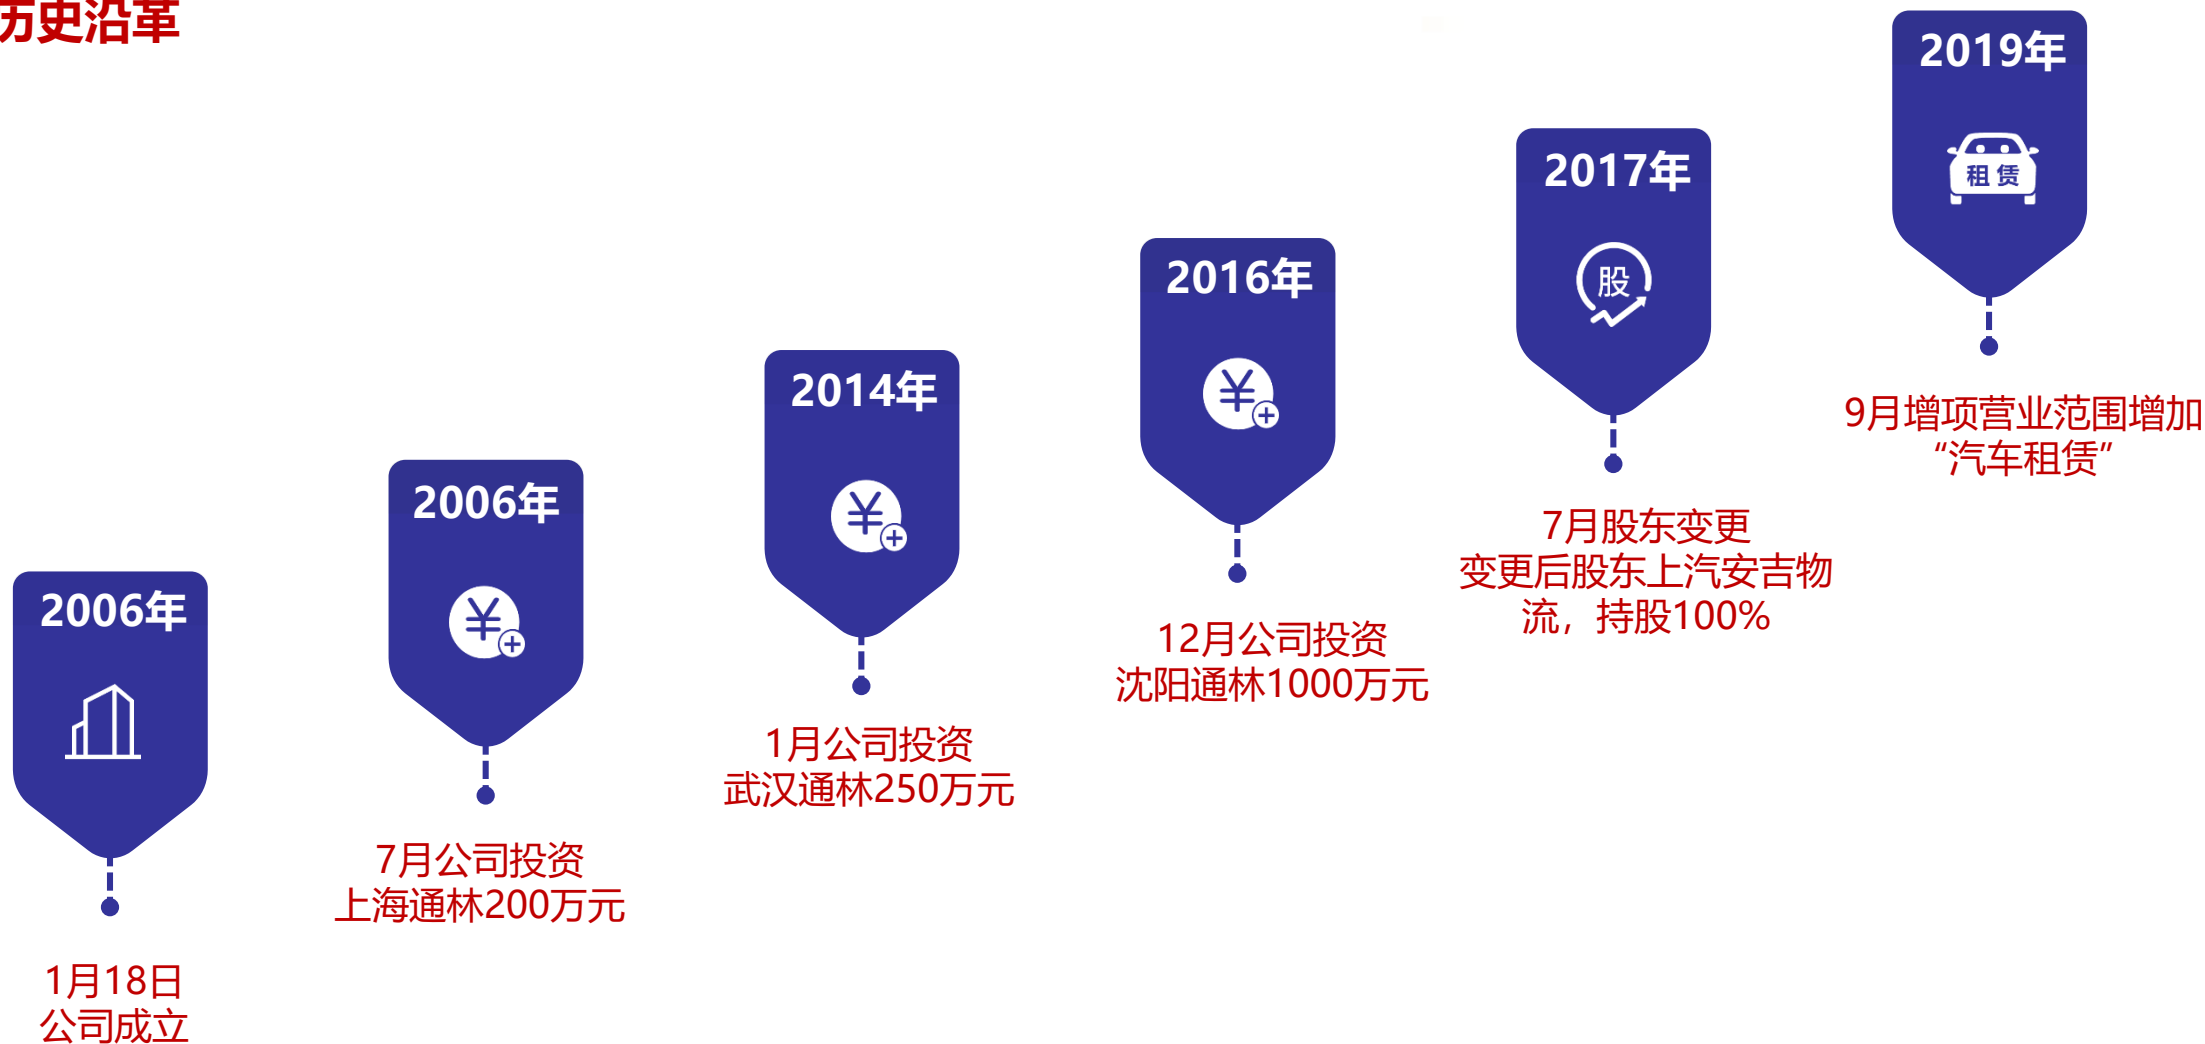 历史沿革
2006年
1月18日
公司成立
2006年
7月公司投资
上海通林200万元
2014年
1月公司投资
武汉通林250万元
2016年
12月公司投资
沈阳通林1000万元
2017年
股
7月股东变更
变更后股东上汽安吉物
流，持股100%
2019年
租赁
9月增项营业范围增加
“汽车租赁”